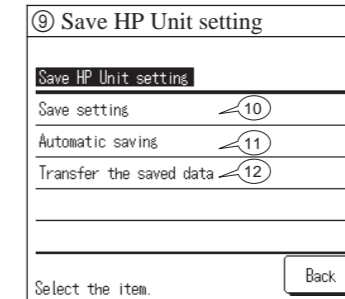 ⑨ Save HP Unit setting
Save HP Unit setting
Save setting 10
Automatic saving 11
Transfer the saved data 12
Select the item.
Back